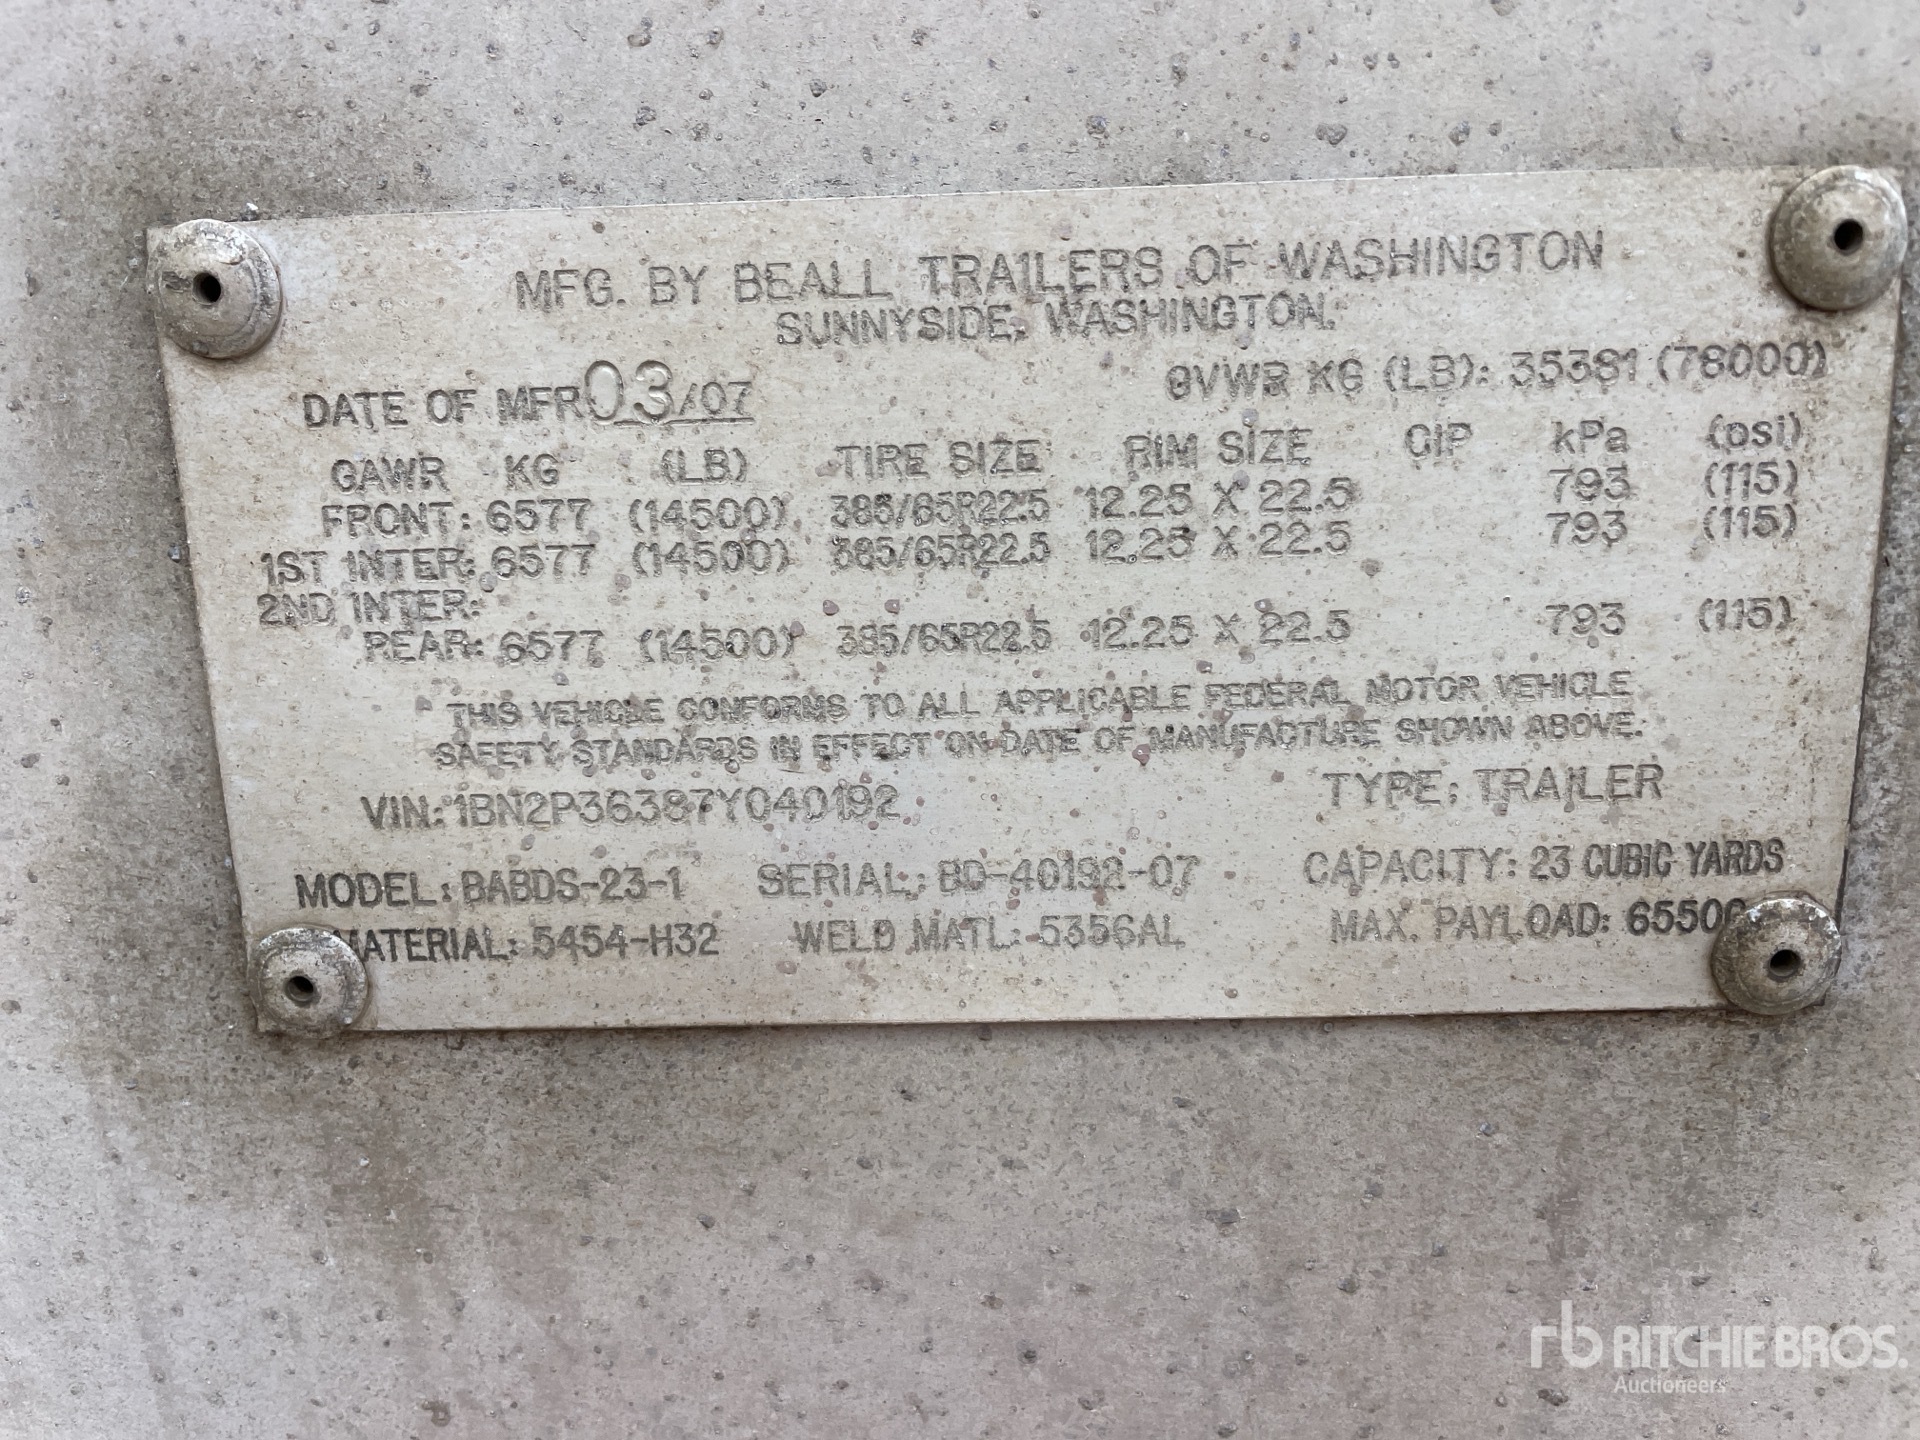 MFG. BY BEALL TRAILERS OF WASHINGTON
SUNNYSIDE, WASHINGTON.
DATE OF MFR 03/07 GVWR KG (LB): 35381 (78000)
GAWR KG (LB) TIRE SIZE RIM SIZE CIP kPa (psi)
FRONT: 6577 (14500) 385/65R22.5 12.25 X 22.5 793 (115)
1ST INTER: 6577 (14500) 385/65R22.5 12.25 X 22.5 793 (115)
2ND INTER:
REAR: 6577 (14500) 385/65R22.5 12.25 X 22.5 793 (115)
THIS VEHICLE CONFORMS TO ALL APPLICABLE FEDERAL MOTOR VEHICLE
SAFETY STANDARDS IN EFFECT ON DATE OF MANUFACTURE SHOWN ABOVE.
VIN: 1BN2P36387Y040192 TYPE: TRAILER
MODEL: BABDS-23-1 SERIAL: BD-40192-07 CAPACITY: 23 CUBIC YARDS
MATERIAL: 5454-H32 WELD MATL: 5356AL MAX. PAYLOAD:
rb RITCHIE BROS.
Auctioneers